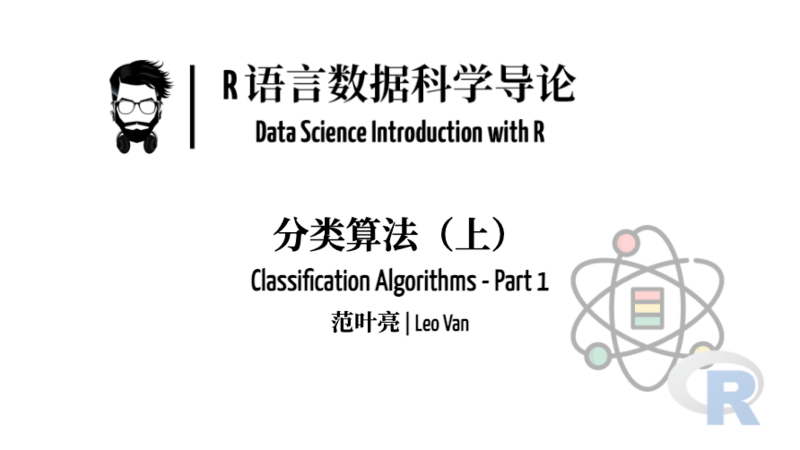 R 语言数据科学导论
Data Science Introduction with R
分类算法（上）
Classification Algorithms - Part 1
范叶亮 | Leo Van
R